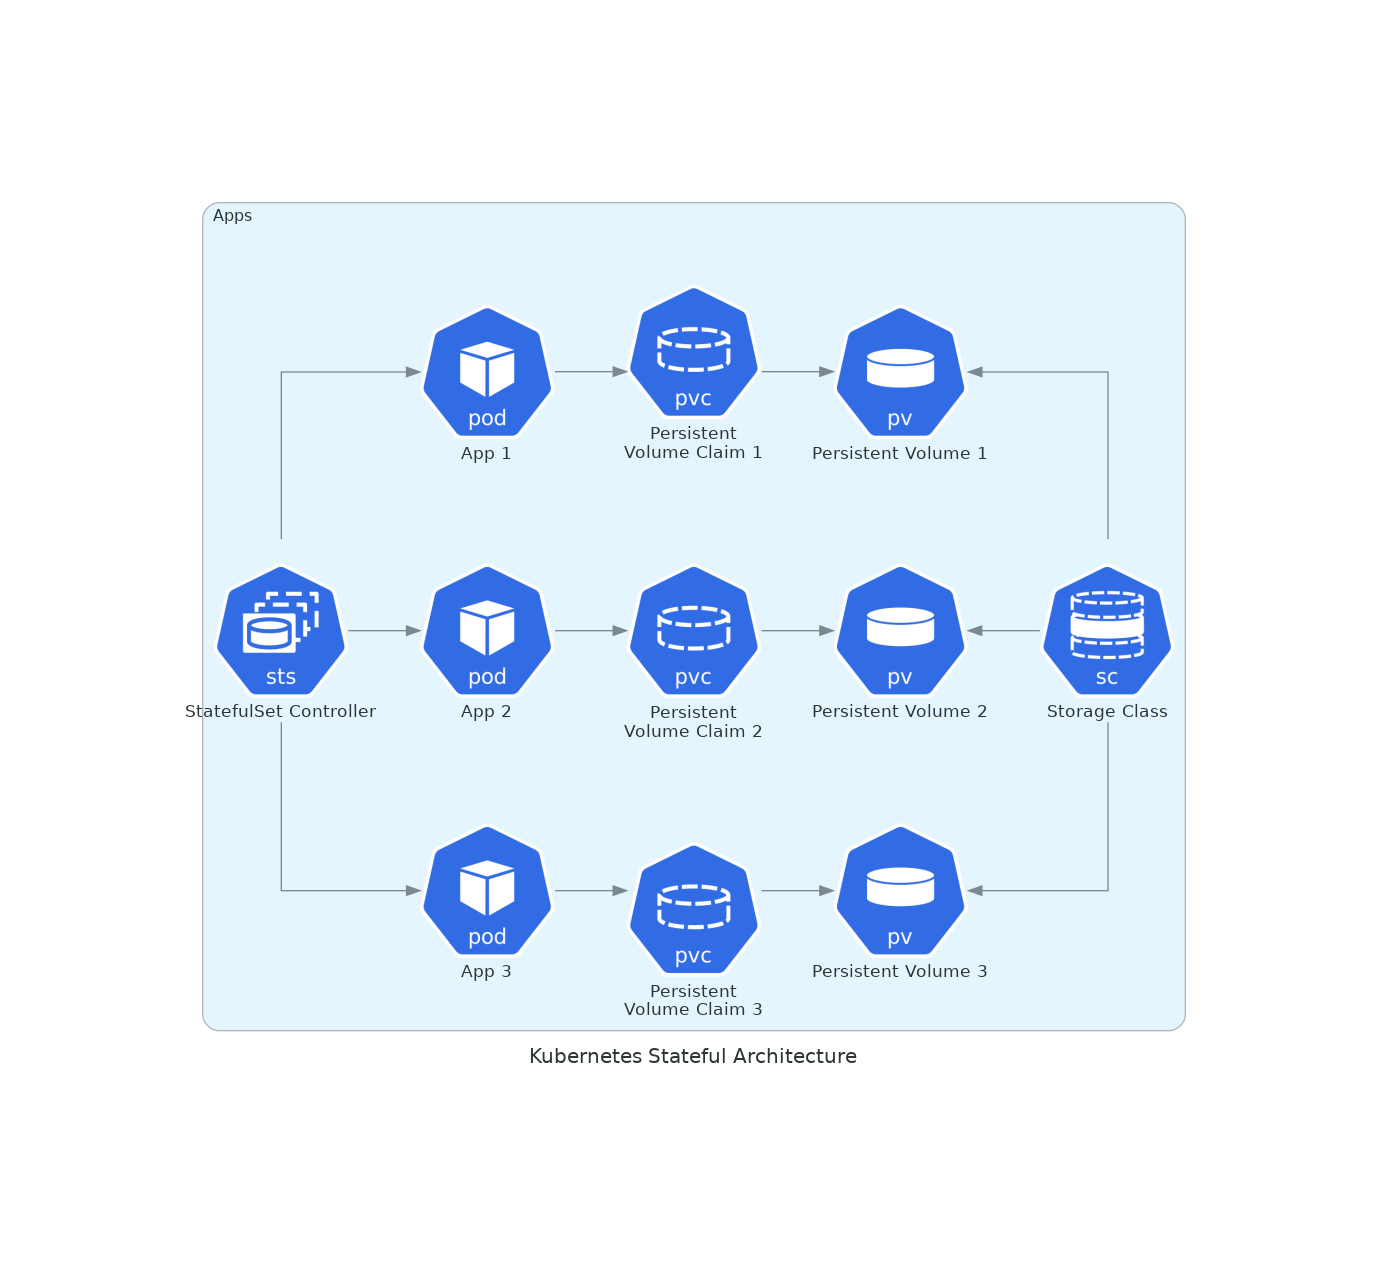 Apps
pod
App 1
pvc
Persistent
Volume Claim 1
pv
Persistent Volume 1
sts
StatefulSet Controller
pod
App 2
pvc
Persistent
Volume Claim 2
pv
Persistent Volume 2
sc
Storage Class
pod
App 3
pvc
Persistent
Volume Claim 3
pv
Persistent Volume 3
Kubernetes Stateful Architecture